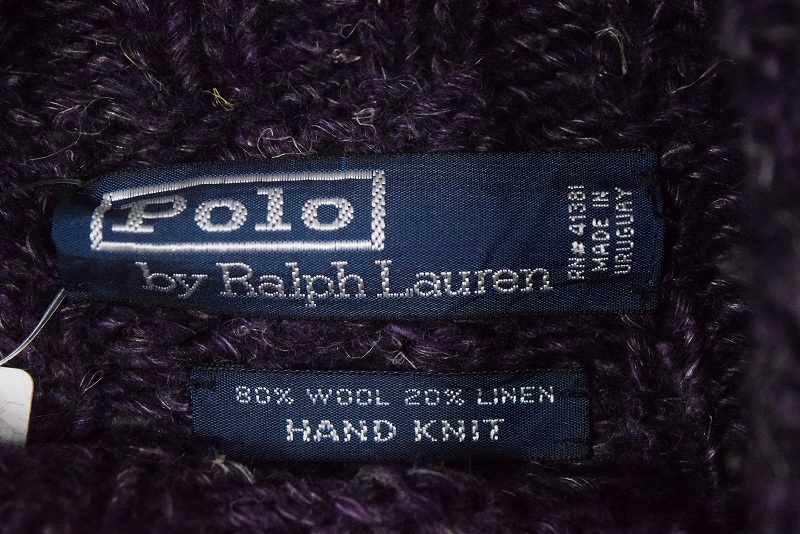 Polo
by Ralph Lauren
RN# 41381
MADE IN
URUGUAY
80% WOOL 20% LINEN
HAND KNIT